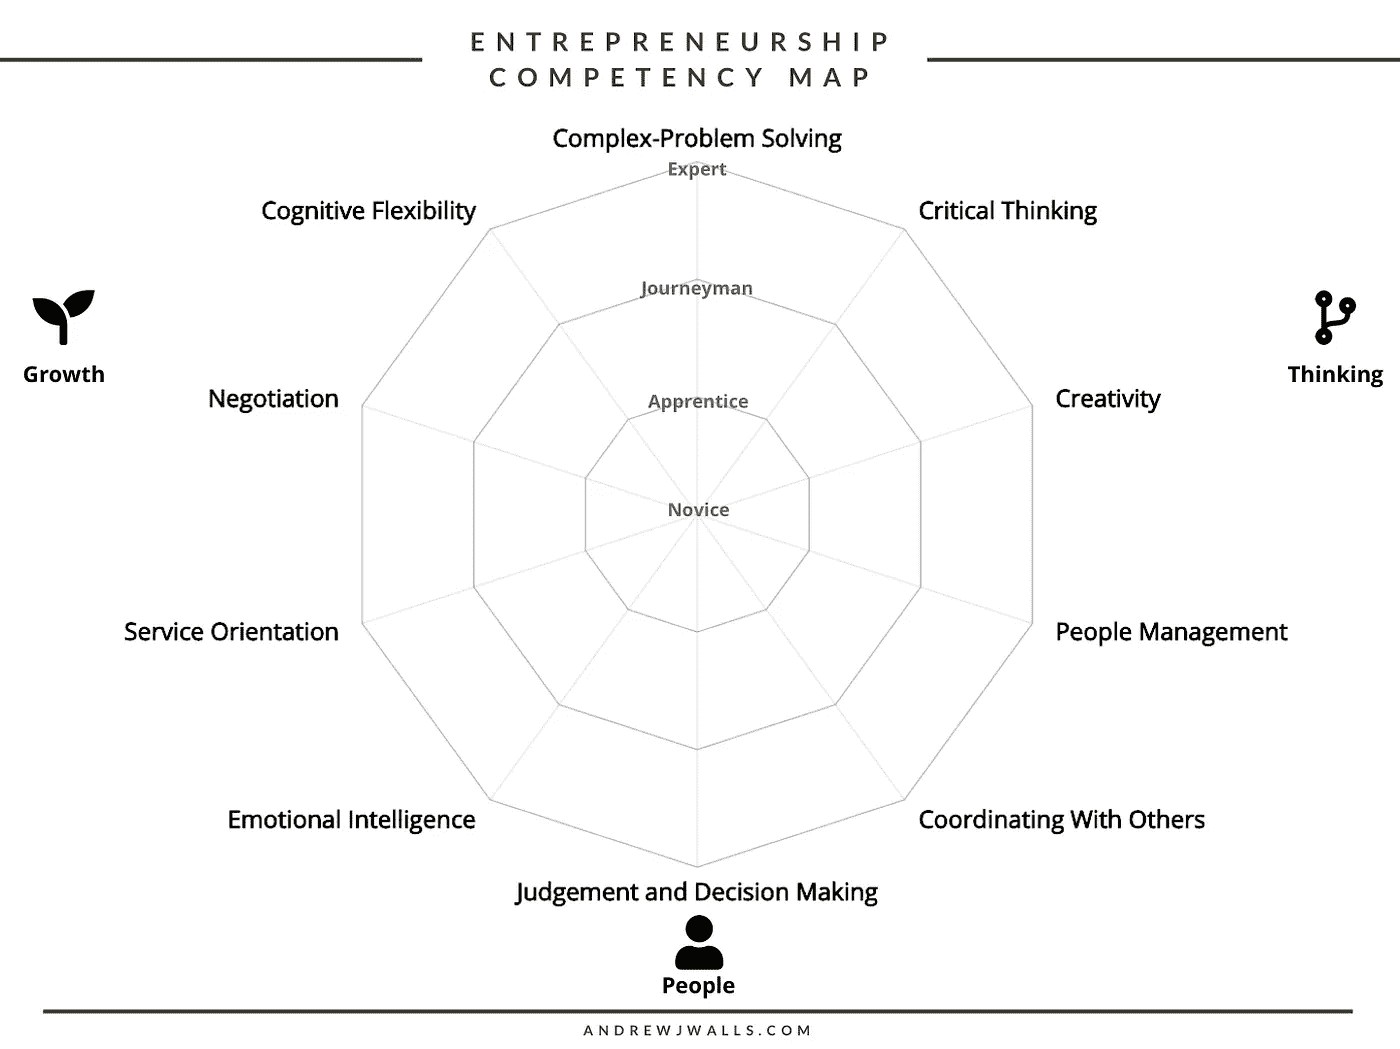 ENTREPRENEURSHIP
COMPETENCY MAP
Complex-Problem Solving
Expert
Cognitive Flexibility
Critical Thinking
Journeyman
Growth
Thinking
Negotiation
Creativity
Apprentice
Novice
Service Orientation
People Management
Emotional Intelligence
Coordinating With Others
Judgement and Decision Making
People
ANDREWJWALLS.COM